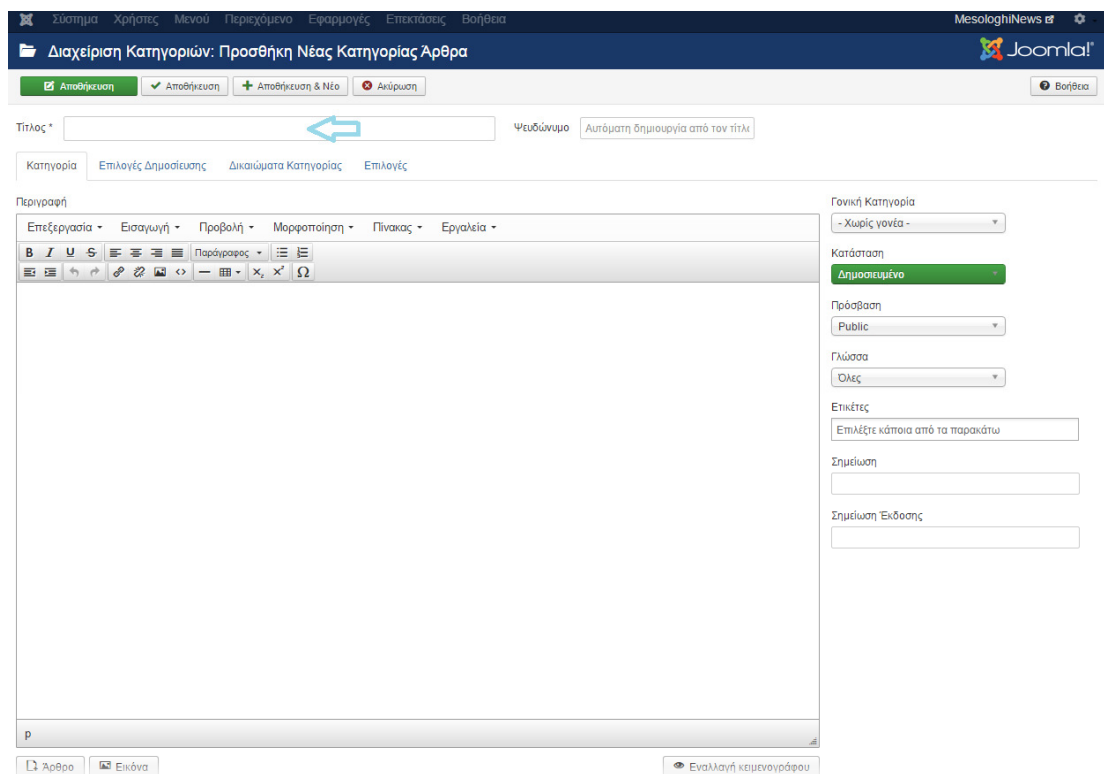 Σύστημα Χρήστες Μενού Περιεχόμενο Εφαρμογές Επεκτάσεις Βοήθεια MesologhiNews
Διαχείριση Κατηγοριών: Προσθήκη Νέας Κατηγορίας Άρθρα Joomla!
Αποθήκευση Αποθήκευση Αποθήκευση & Νέο Ακύρωση Βοήθεια
Τίτλος * Ψευδώνυμο Αυτόματη δημιουργία από τον τίτλο
Κατηγορία Επιλογές Δημοσίευσης Δικαιώματα Κατηγορίας Επιλογές
Περιγραφή Γονική Κατηγορία
Επεξεργασία Εισαγωγή Προβολή Μορφοποίηση Πίνακας Εργαλεία - Χωρίς γονέα -
B I U S Παράγραφος Κατάσταση
X₂ X² Ω Δημοσιευμένο
Πρόσβαση
Public
Γλώσσα
Όλες
Ετικέτες
Επιλέξτε κάποια από τα παρακάτω
Σημείωση
Σημείωση Έκδοσης
p
Άρθρο Εικόνα Εναλλαγή κειμενογράφου